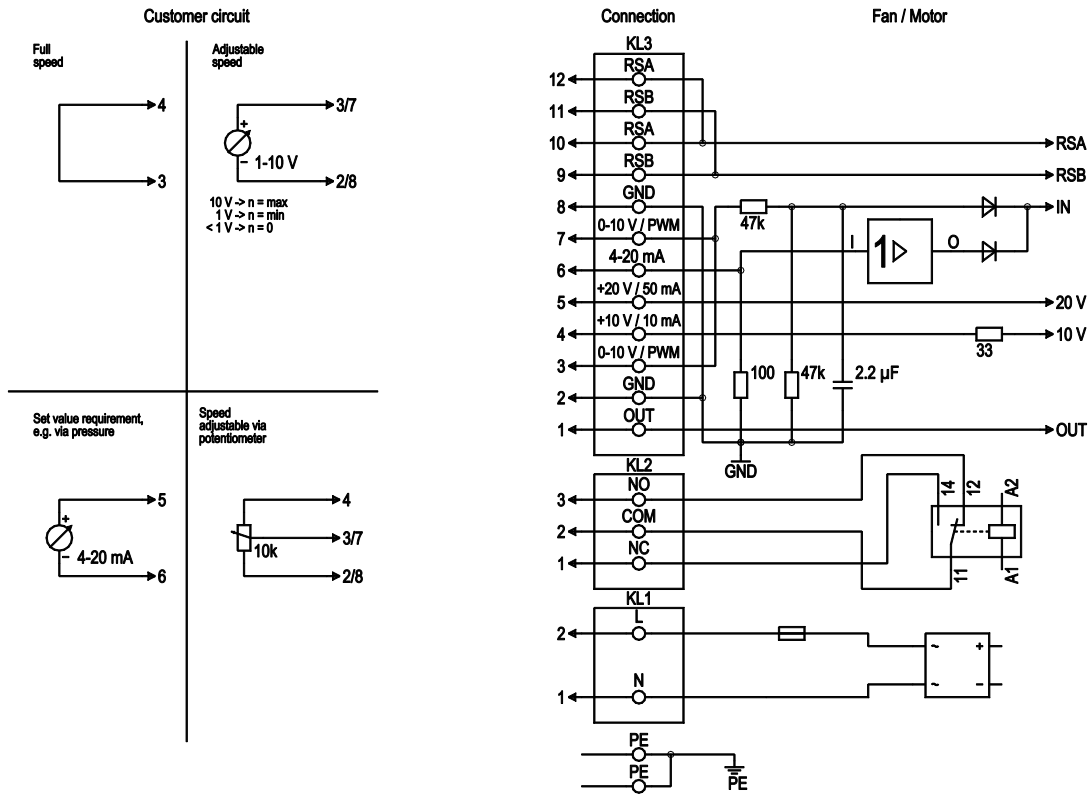 Customer circuit
Full
speed
4
3
Adjustable
speed
3/7
+
−
1-10 V
2/8
10 V -> n = max
1 V -> n = min
< 1 V -> n = 0
Set value requirement,
e.g. via pressure
5
+
−
4-20 mA
6
Speed
adjustable via
potentiometer
4
3/7
10k
2/8
Connection
Fan / Motor
KL3
12
RSA
11
RSB
10
RSA
RSA
9
RSB
RSB
8
GND
47k
IN
7
0-10 V / PWM
I
1
O
6
4-20 mA
5
+20 V / 50 mA
20 V
4
+10 V / 10 mA
33
10 V
3
0-10 V / PWM
100
47k
2.2 µF
2
GND
1
OUT
OUT
GND
KL2
3
NO
2
COM
1
NC
14
12
A2
11
A1
KL1
2
L
1
N
~
+
~
−
PE
PE
PE